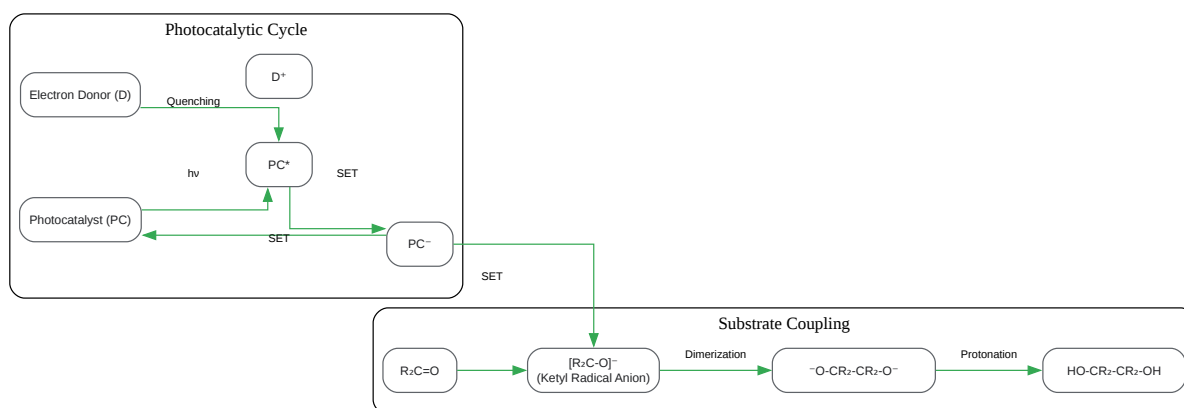 Photocatalytic Cycle
D⁺
Electron Donor (D)
Quenching
PC*
hν
SET
Photocatalyst (PC)
SET
PC⁻
SET
Substrate Coupling
R₂C=O
[R₂C-O]⁻
(Ketyl Radical Anion)
Dimerization
⁻O-CR₂-CR₂-O⁻
Protonation
HO-CR₂-CR₂-OH